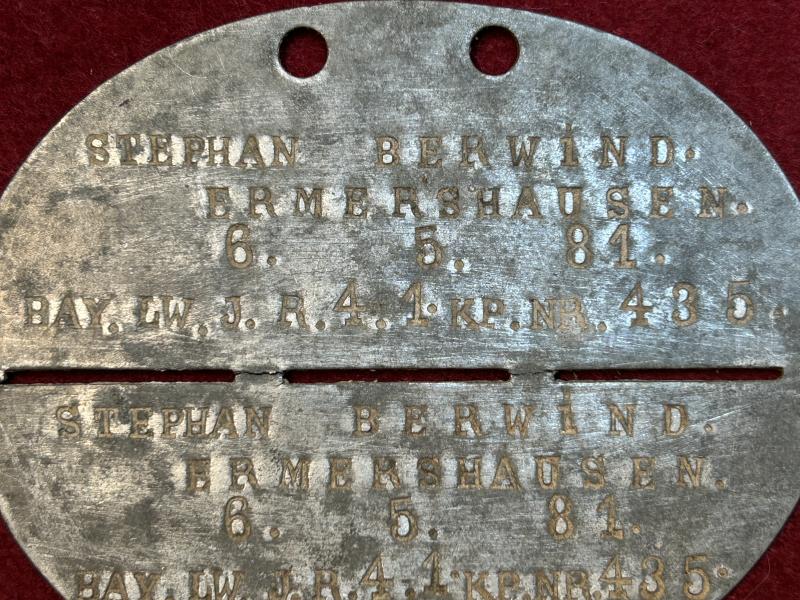 STEPHAN BERWIND.
ERMERSHAUSEN.
6. 5. 81.
BAY. LW. J. R. 4. 1. KP. NR. 435.
STEPHAN BERWIND.
ERMERSHAUSEN.
6. 5. 81.
BAY. LW. J. R. 4. 1. KP. NR. 435.